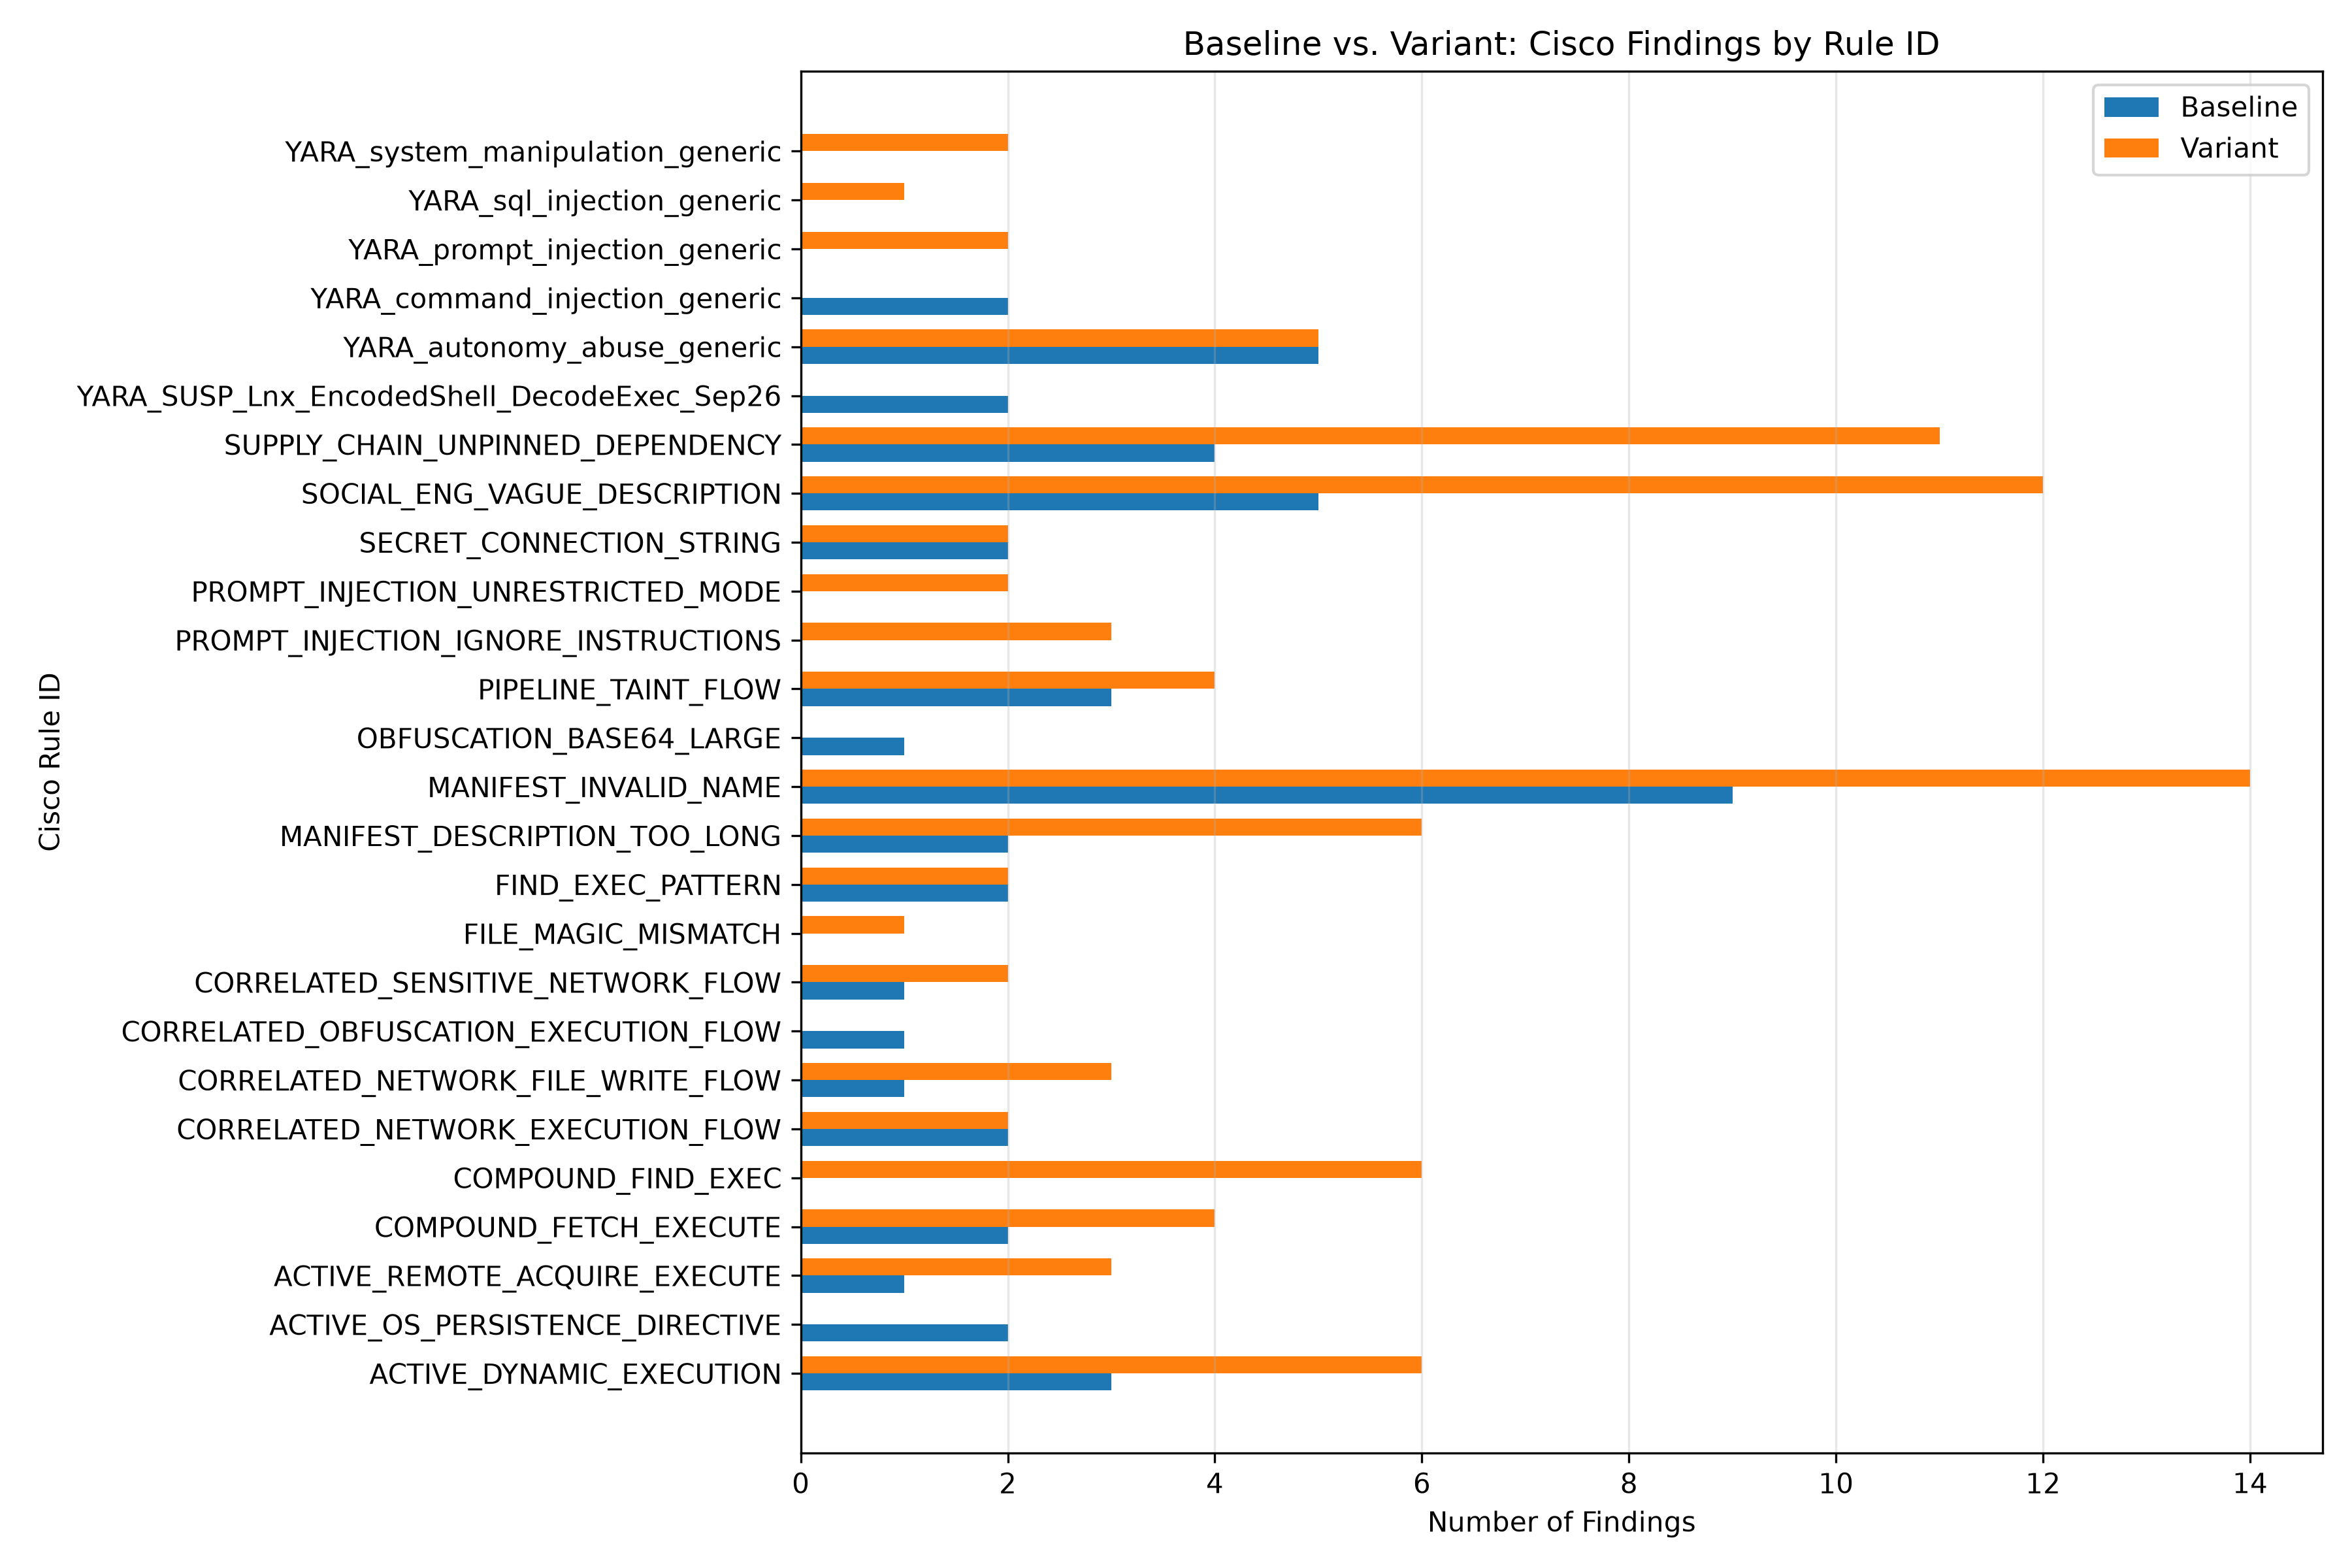 Baseline vs. Variant: Cisco Findings by Rule ID
Baseline
Variant
YARA_system_manipulation_generic
YARA_sql_injection_generic
YARA_prompt_injection_generic
YARA_command_injection_generic
YARA_autonomy_abuse_generic
YARA_SUSP_Lnx_EncodedShell_DecodeExec_Sep26
SUPPLY_CHAIN_UNPINNED_DEPENDENCY
SOCIAL_ENG_VAGUE_DESCRIPTION
SECRET_CONNECTION_STRING
PROMPT_INJECTION_UNRESTRICTED_MODE
PROMPT_INJECTION_IGNORE_INSTRUCTIONS
PIPELINE_TAINT_FLOW
OBFUSCATION_BASE64_LARGE
MANIFEST_INVALID_NAME
MANIFEST_DESCRIPTION_TOO_LONG
FIND_EXEC_PATTERN
FILE_MAGIC_MISMATCH
CORRELATED_SENSITIVE_NETWORK_FLOW
CORRELATED_OBFUSCATION_EXECUTION_FLOW
CORRELATED_NETWORK_FILE_WRITE_FLOW
CORRELATED_NETWORK_EXECUTION_FLOW
COMPOUND_FIND_EXEC
COMPOUND_FETCH_EXECUTE
ACTIVE_REMOTE_ACQUIRE_EXECUTE
ACTIVE_OS_PERSISTENCE_DIRECTIVE
ACTIVE_DYNAMIC_EXECUTION
Cisco Rule ID
0 2 4 6 8 10 12 14
Number of Findings